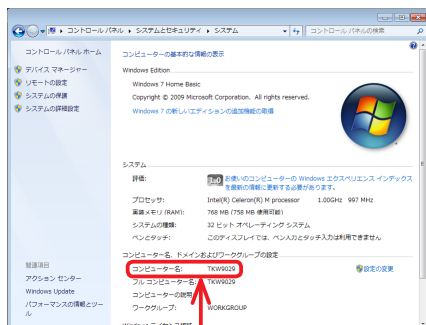 コントロール パネル ▸ システムとセキュリティ ▸ システム
コントロール パネルの検索
コントロール パネル ホーム
デバイス マネージャー
リモートの設定
システムの保護
システムの詳細設定
コンピューターの基本的な情報の表示
Windows Edition
Windows 7 Home Basic
Copyright © 2009 Microsoft Corporation. All rights reserved.
Windows 7 の新しいエディションの追加機能の取得
システム
評価: 1.0 お使いのコンピューターの Windows エクスペリエンス インデックス
を最新の情報に更新する必要があります。
プロセッサ: Intel(R) Celeron(R) M processor 1.00GHz 997 MHz
実装メモリ (RAM): 768 MB (758 MB 使用可能)
システムの種類: 32 ビット オペレーティング システム
ペンとタッチ: このディスプレイでは、ペン入力とタッチ入力は利用できません
コンピューター名、ドメインおよびワークグループの設定
コンピューター名: TKW9029
設定の変更
フル コンピューター名: TKW9029
コンピューターの説明
ワークグループ: WORKGROUP
関連項目
アクション センター
Windows Update
パフォーマンスの情報とツー
ル